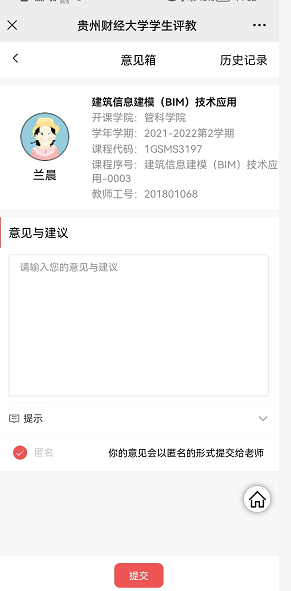 贵州财经大学学生评教
意见箱
历史记录
建筑信息建模（BIM）技术应用
开课学院：管科学院
学年学期：2021-2022第2学期
课程代码：1GSMS3197
课程序号：建筑信息建模（BIM）技术应
用-0003
教师工号：201801068
兰晨
意见与建议
请输入您的意见与建议
提示
匿名
你的意见会以匿名的形式提交给老师
提交